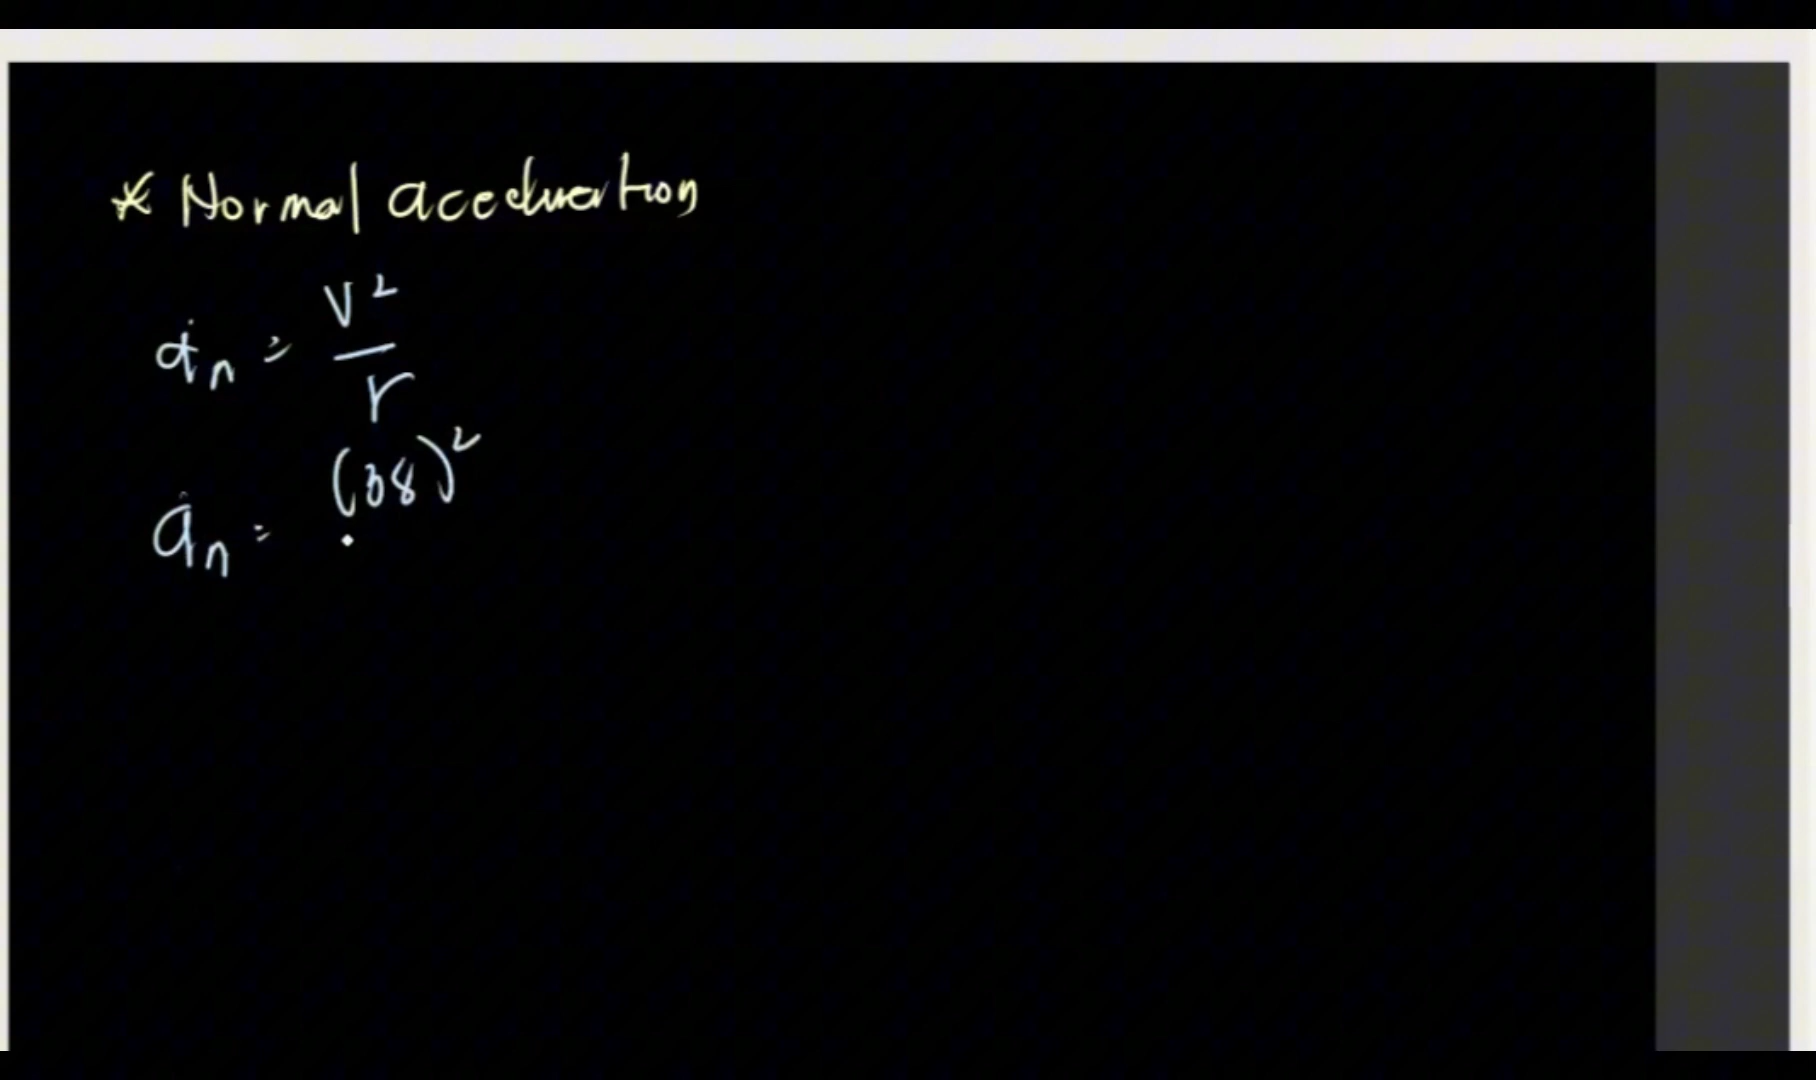 * Normal acceleration
an = v² / r
an = (38)²